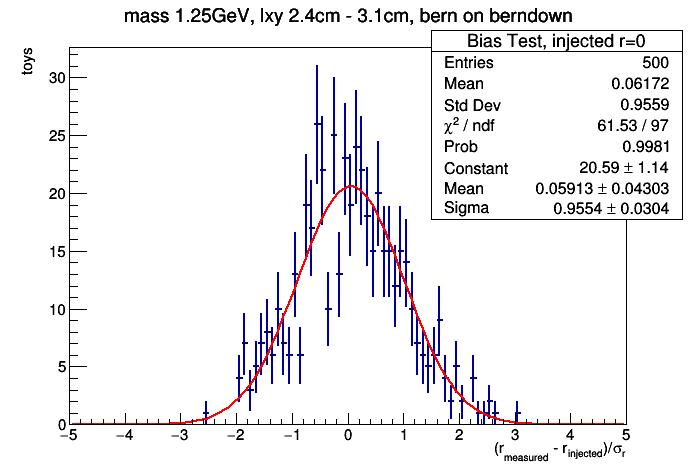 mass 1.25GeV, lxy 2.4cm - 3.1cm, bern on berndown
Bias Test, injected r=0
Entries 500
Mean 0.06172
Std Dev 0.9559
χ² / ndf 61.53 / 97
Prob 0.9981
Constant 20.59 ± 1.14
Mean 0.05913 ± 0.04303
Sigma 0.9554 ± 0.0304
toys
30
25
20
15
10
5
0
−5 −4 −3 −2 −1 0 1 2 3 4 5
(r_measured - r_injected)/σ_r